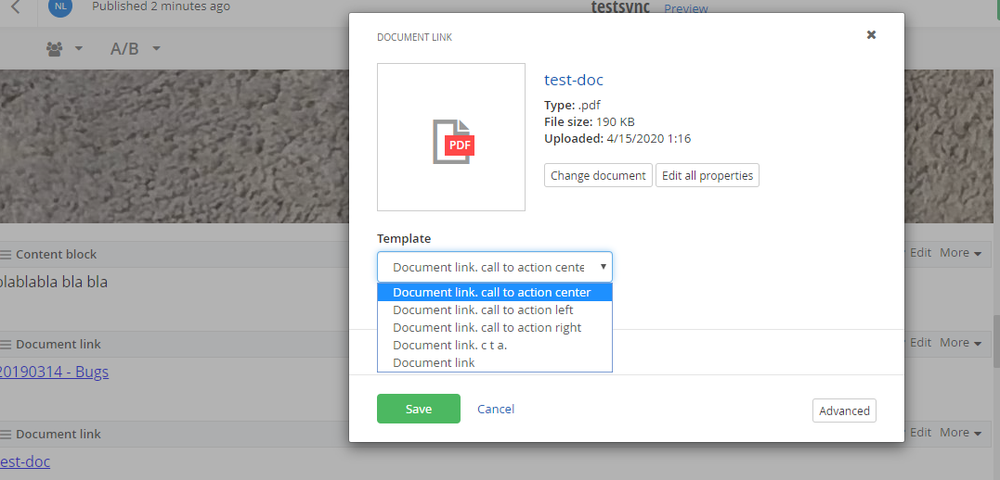 NL Published 2 minutes ago
testsync Preview
A/B
DOCUMENT LINK
PDF
test-doc
Type: .pdf
File size: 190 KB
Uploaded: 4/15/2020 1:16
Change document Edit all properties
Template
Document link. call to action cente
Document link. call to action center
Document link. call to action left
Document link. call to action right
Document link. c t a.
Document link
Save Cancel Advanced
Content block Edit More
olablabla bla bla
Document link Edit More
20190314 - Bugs
Document link Edit More
est-doc